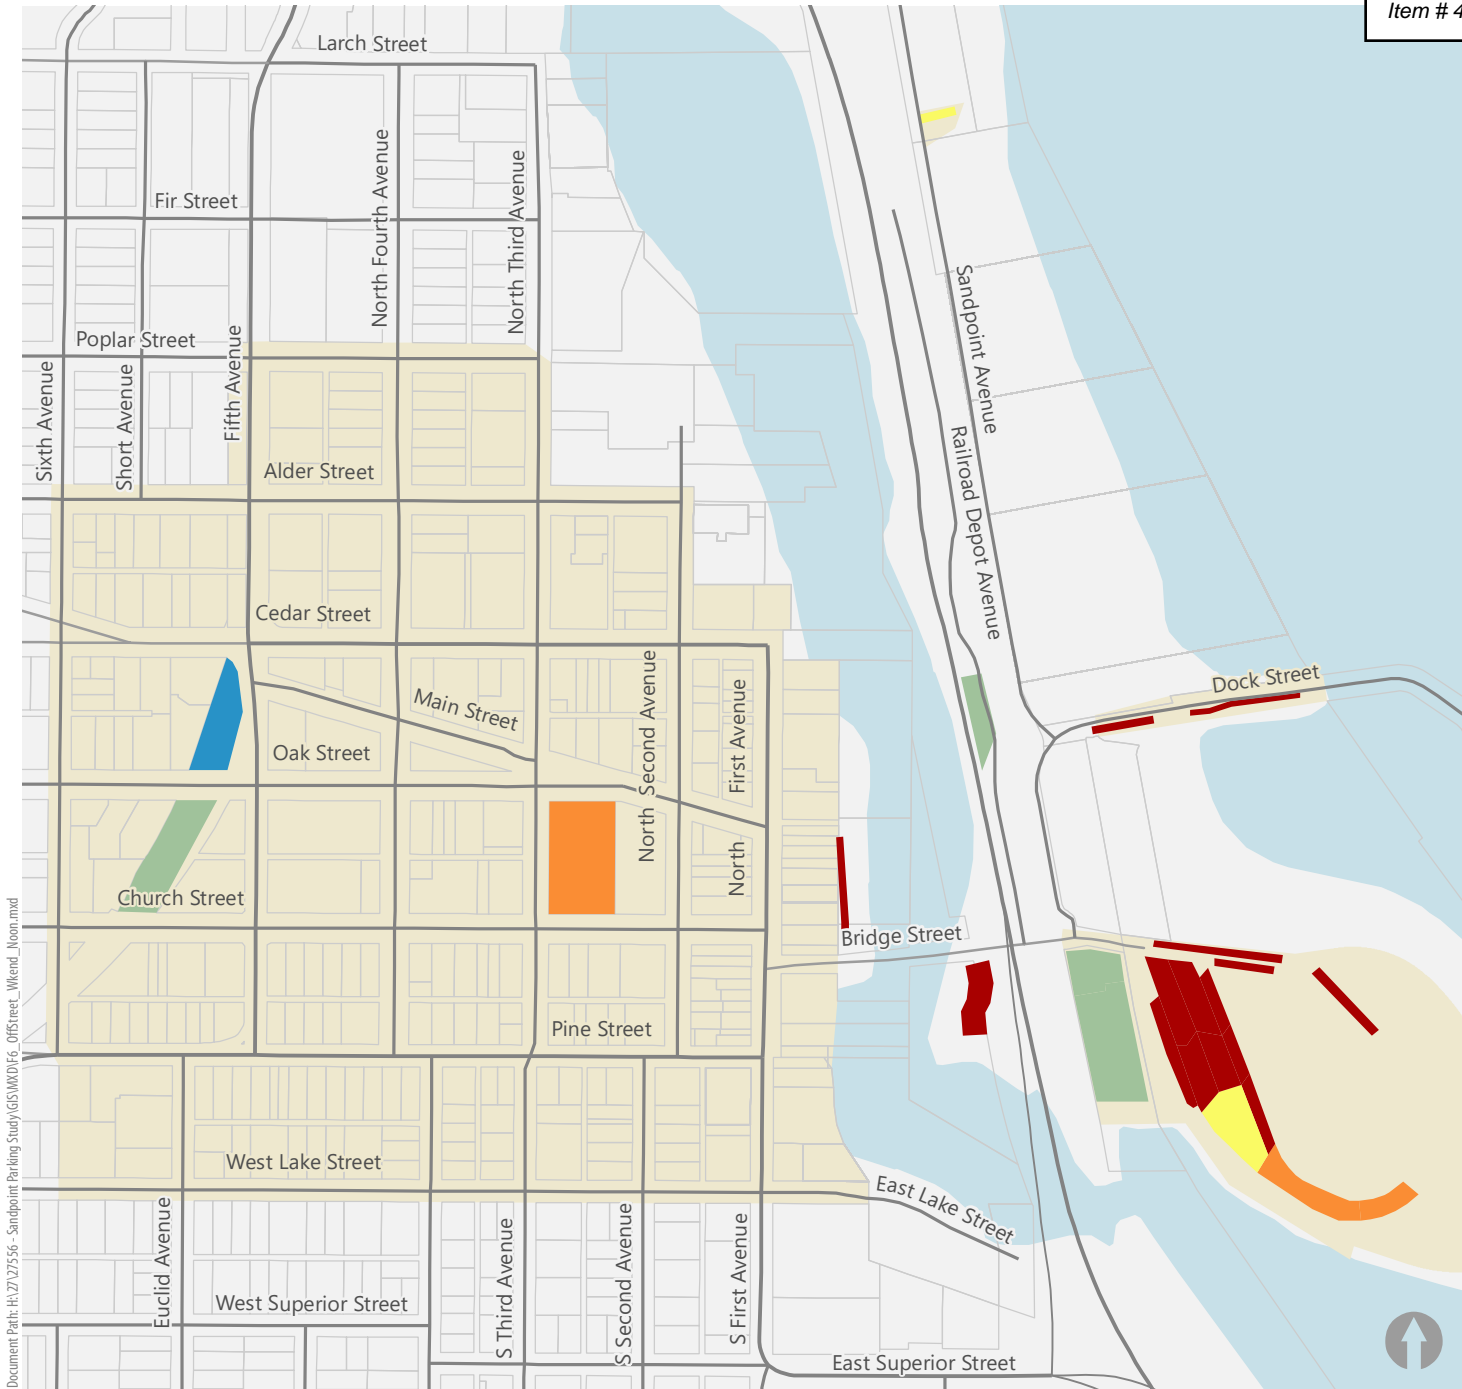 Item # 4
Larch Street
North Fourth Avenue
North Third Avenue
Fir Street
Sandpoint Avenue
Poplar Street
Fifth Avenue
Sixth Avenue
Short Avenue
Railroad Depot Avenue
Alder Street
Cedar Street
North Second Avenue
Dock Street
Main Street
North First Avenue
Oak Street
Church Street
Bridge Street
Pine Street
West Lake Street
East Lake Street
Euclid Avenue
S Third Avenue
S Second Avenue
S First Avenue
West Superior Street
East Superior Street
Document Path: H:\27\27556 - Sandpoint Parking Study\GIS\MXD\F6_OffStreet_Wkend_Noon.mxd